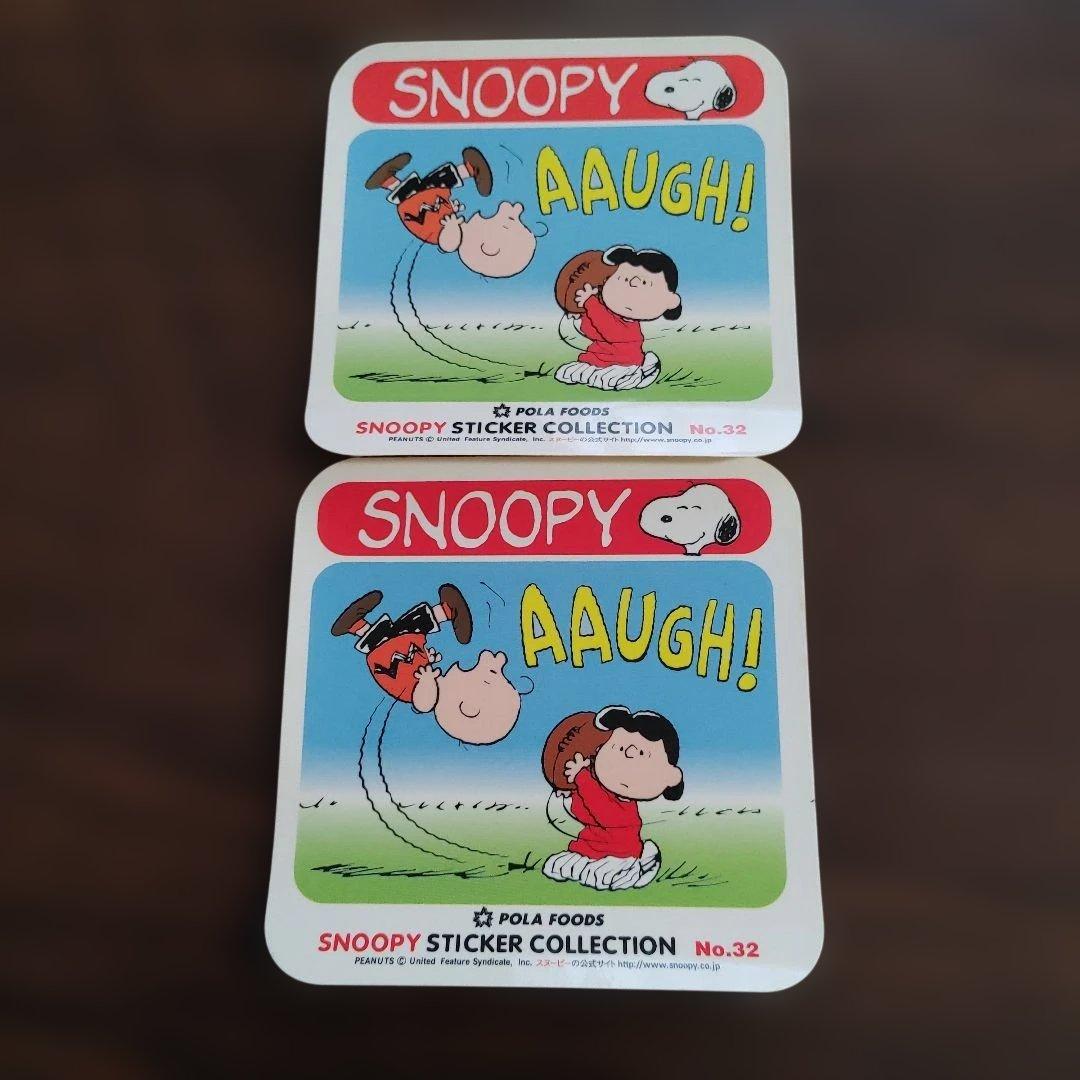 SNOOPY
AAUGH!
POLA FOODS
SNOOPY STICKER COLLECTION No.32
PEANUTS © United Feature Syndicate, Inc. スヌーピーの公式サイト http://www.snoopy.co.jp
SNOOPY
AAUGH!
POLA FOODS
SNOOPY STICKER COLLECTION No.32
PEANUTS © United Feature Syndicate, Inc. スヌーピーの公式サイト http://www.snoopy.co.jp